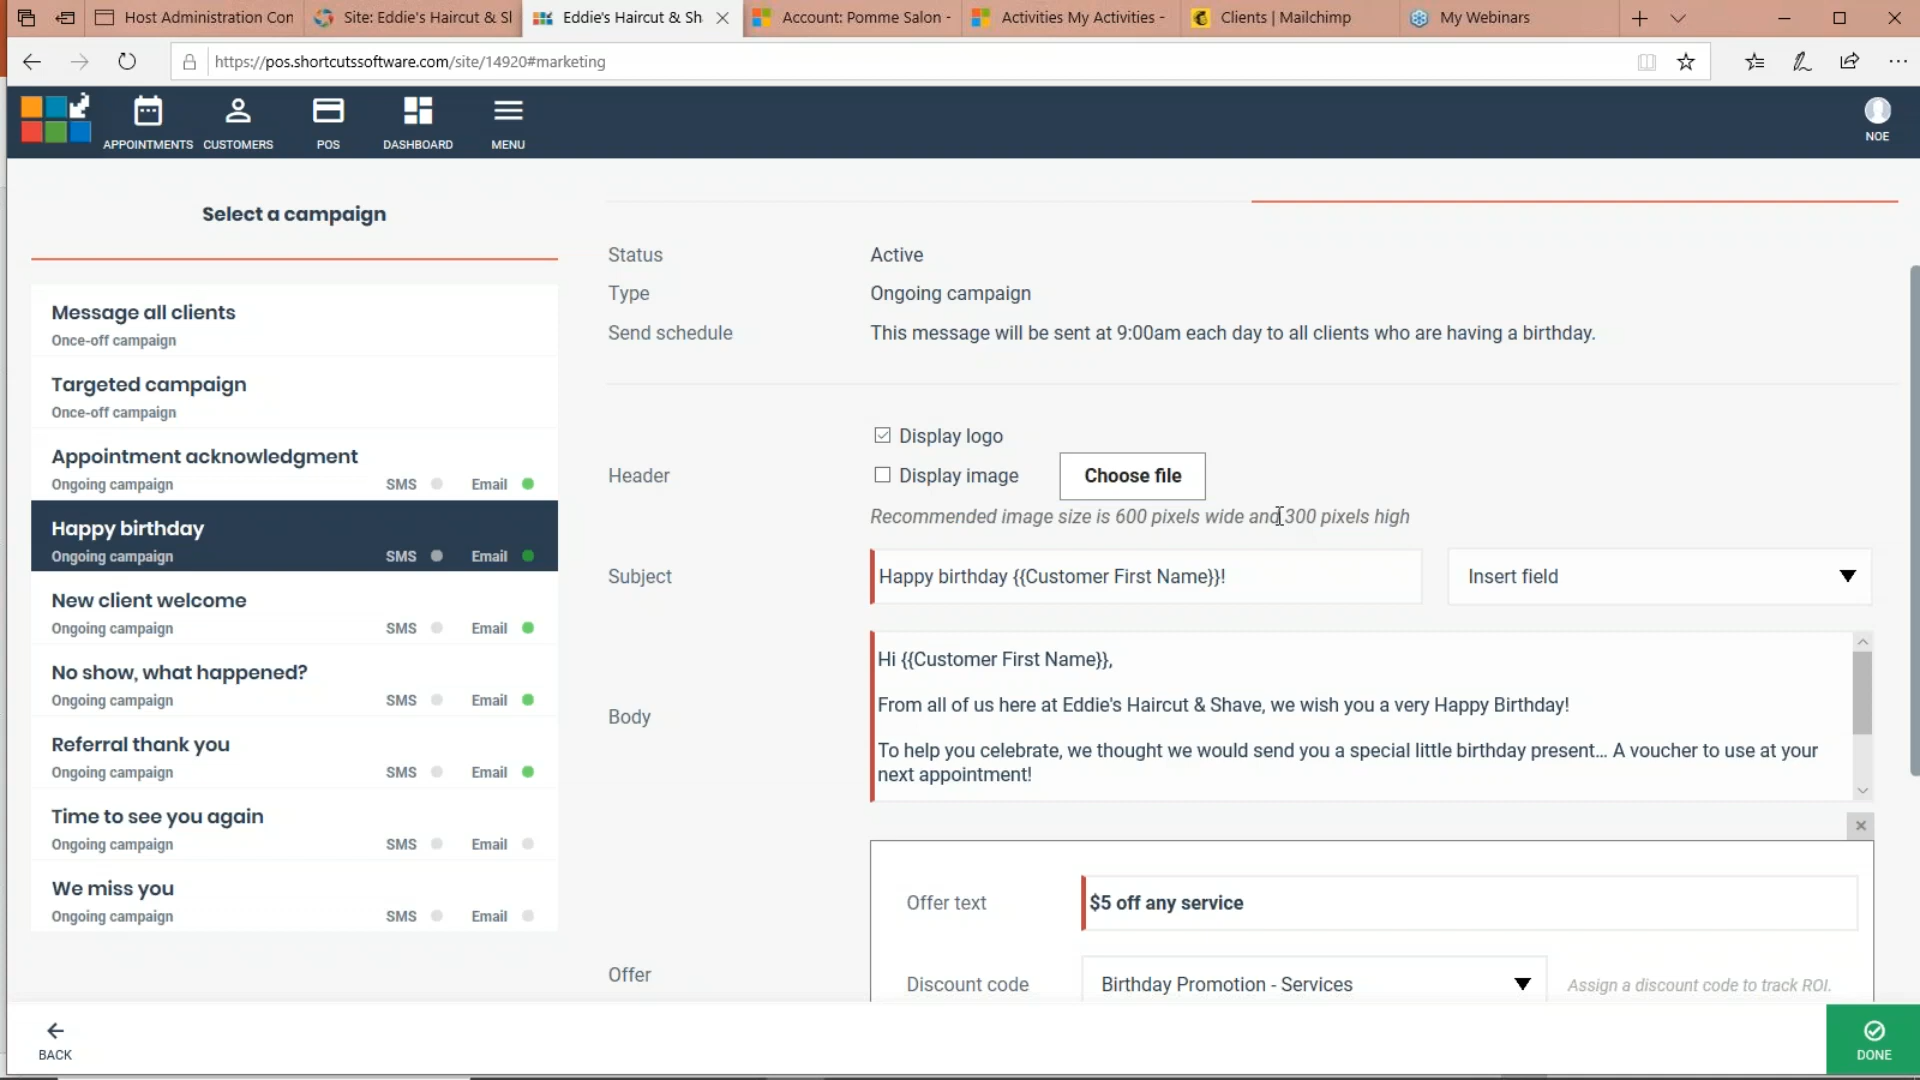 Host Administration Con
Site: Eddie's Haircut & Sl
Eddie's Haircut & Sh
Account: Pomme Salon -
Activities My Activities -
Clients | Mailchimp
My Webinars
https://pos.shortcutssoftware.com/site/14920#marketing
APPOINTMENTS
CUSTOMERS
POS
DASHBOARD
MENU
NOE
Select a campaign
Message all clients
Once-off campaign
Targeted campaign
Once-off campaign
Appointment acknowledgment
Ongoing campaign SMS Email
Happy birthday
Ongoing campaign SMS Email
New client welcome
Ongoing campaign SMS Email
No show, what happened?
Ongoing campaign SMS Email
Referral thank you
Ongoing campaign SMS Email
Time to see you again
Ongoing campaign SMS Email
We miss you
Ongoing campaign SMS Email
Status Active
Type Ongoing campaign
Send schedule This message will be sent at 9:00am each day to all clients who are having a birthday.
Display logo
Header Display image Choose file
Recommended image size is 600 pixels wide and 300 pixels high
Subject Happy birthday {{Customer First Name}}! Insert field
Body
Hi {{Customer First Name}},
From all of us here at Eddie's Haircut & Shave, we wish you a very Happy Birthday!
To help you celebrate, we thought we would send you a special little birthday present... A voucher to use at your
next appointment!
Offer
Offer text $5 off any service
Discount code Birthday Promotion - Services Assign a discount code to track ROI.
BACK
DONE